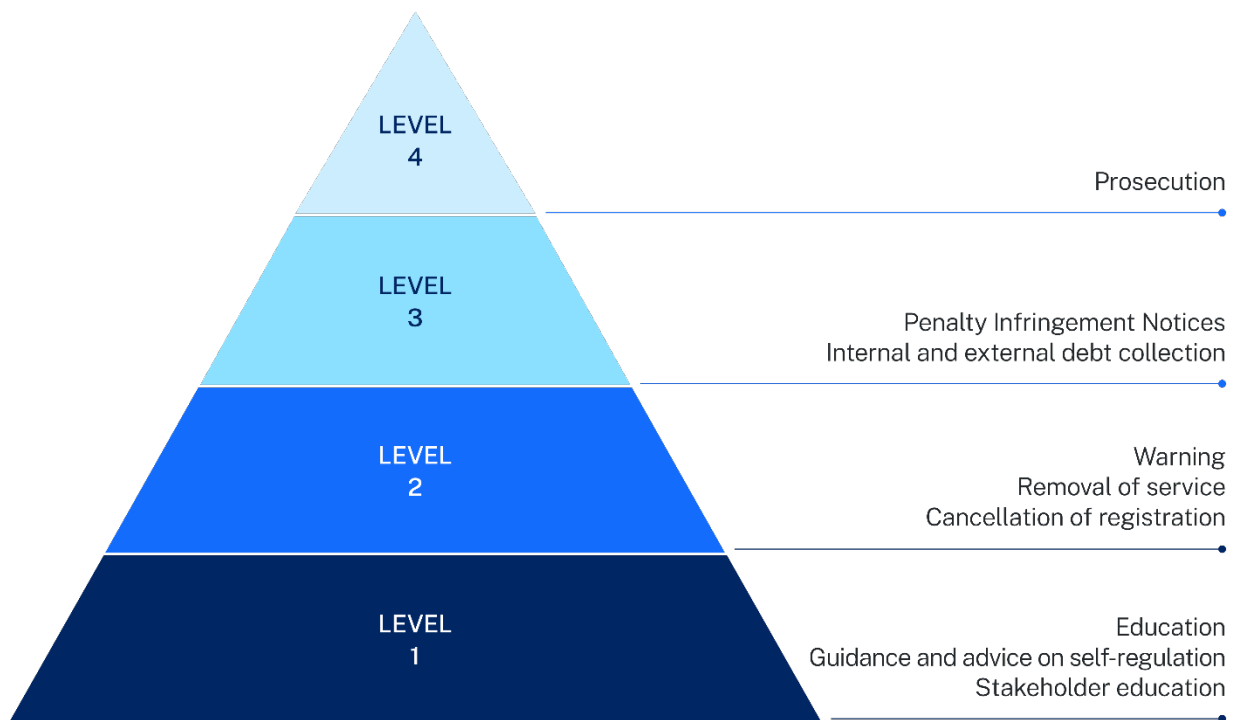 LEVEL
4
Prosecution
LEVEL
3
Penalty Infringement Notices
Internal and external debt collection
LEVEL
2
Warning
Removal of service
Cancellation of registration
LEVEL
1
Education
Guidance and advice on self-regulation
Stakeholder education